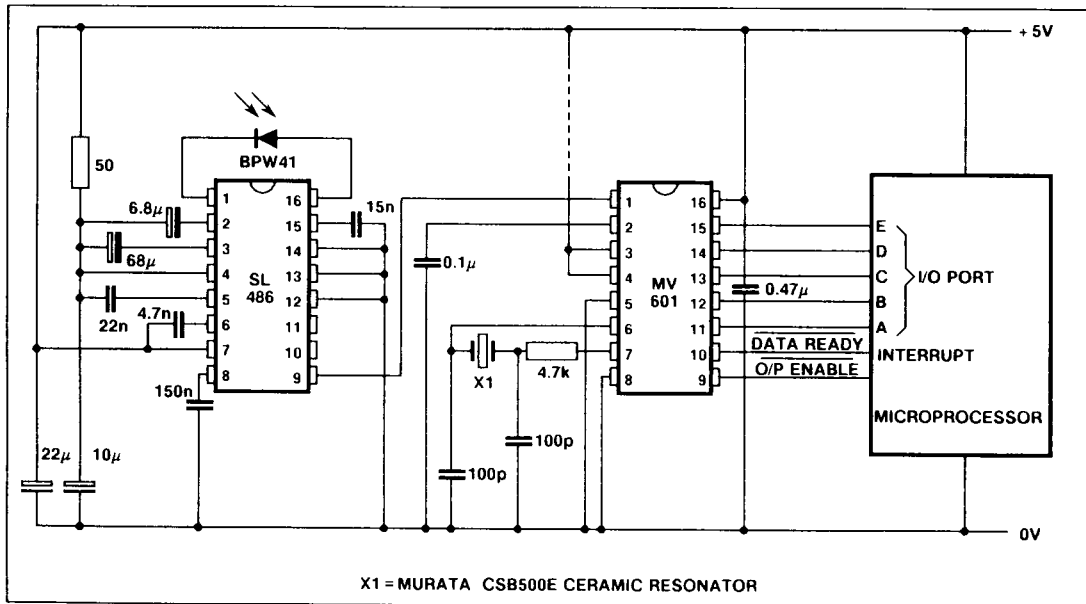 + 5V
50
BPW41
6.8µ
68µ
22n
4.7n
150n
22µ
10µ
15n
1
2
3
4
5
6
7
8
16
15
14
13
12
11
10
9
SL
486
0.1µ
X1
4.7k
100p
100p
1
2
3
4
5
6
7
8
16
15
14
13
12
11
10
9
MV
601
0.47µ
DATA READY
O/P ENABLE
E
D
C
B
A
I/O PORT
INTERRUPT
MICROPROCESSOR
0V
X1 = MURATA CSB500E CERAMIC RESONATOR